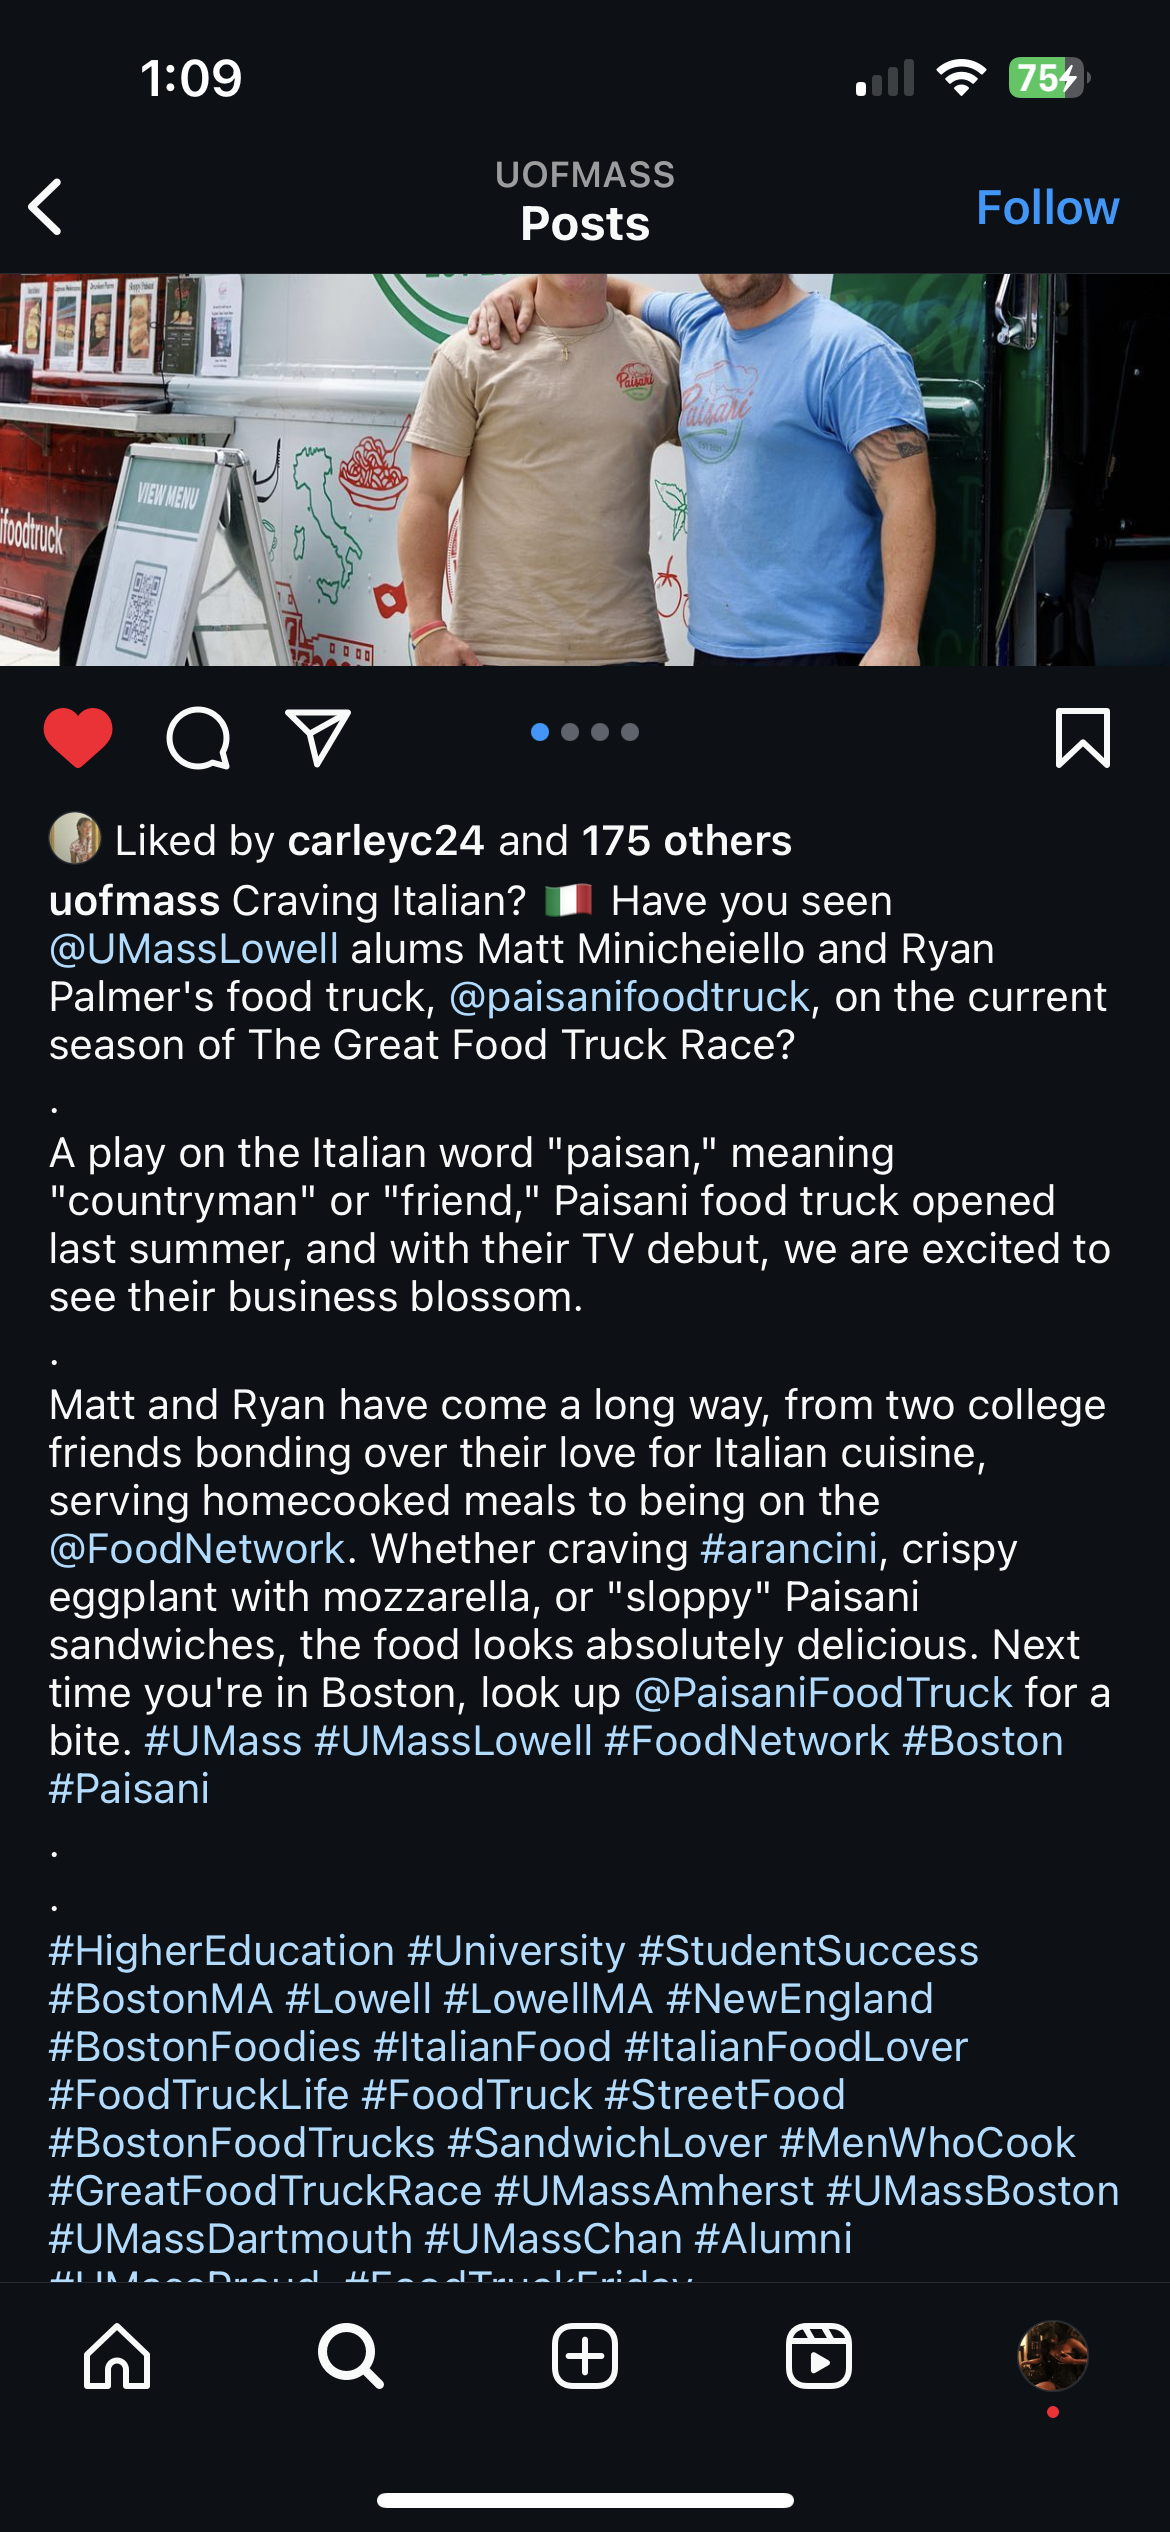 1:09
75
UOFMASS
Posts
Follow
Paisani
Paisani
VIEW MENU
ifoodtruck
Liked by carleyc24 and 175 others
uofmass Craving Italian? 🇮🇹 Have you seen
@UMassLowell alums Matt Minicheiello and Ryan
Palmer's food truck, @paisanifoodtruck, on the current
season of The Great Food Truck Race?
.
A play on the Italian word "paisan," meaning
"countryman" or "friend," Paisani food truck opened
last summer, and with their TV debut, we are excited to
see their business blossom.
.
Matt and Ryan have come a long way, from two college
friends bonding over their love for Italian cuisine,
serving homecooked meals to being on the
@FoodNetwork. Whether craving #arancini, crispy
eggplant with mozzarella, or "sloppy" Paisani
sandwiches, the food looks absolutely delicious. Next
time you're in Boston, look up @PaisaniFoodTruck for a
bite. #UMass #UMassLowell #FoodNetwork #Boston
#Paisani
.
.
#HigherEducation #University #StudentSuccess
#BostonMA #Lowell #LowellMA #NewEngland
#BostonFoodies #ItalianFood #ItalianFoodLover
#FoodTruckLife #FoodTruck #StreetFood
#BostonFoodTrucks #SandwichLover #MenWhoCook
#GreatFoodTruckRace #UMassAmherst #UMassBoston
#UMassDartmouth #UMassChan #Alumni
#UMassProud #FoodTruckFriday